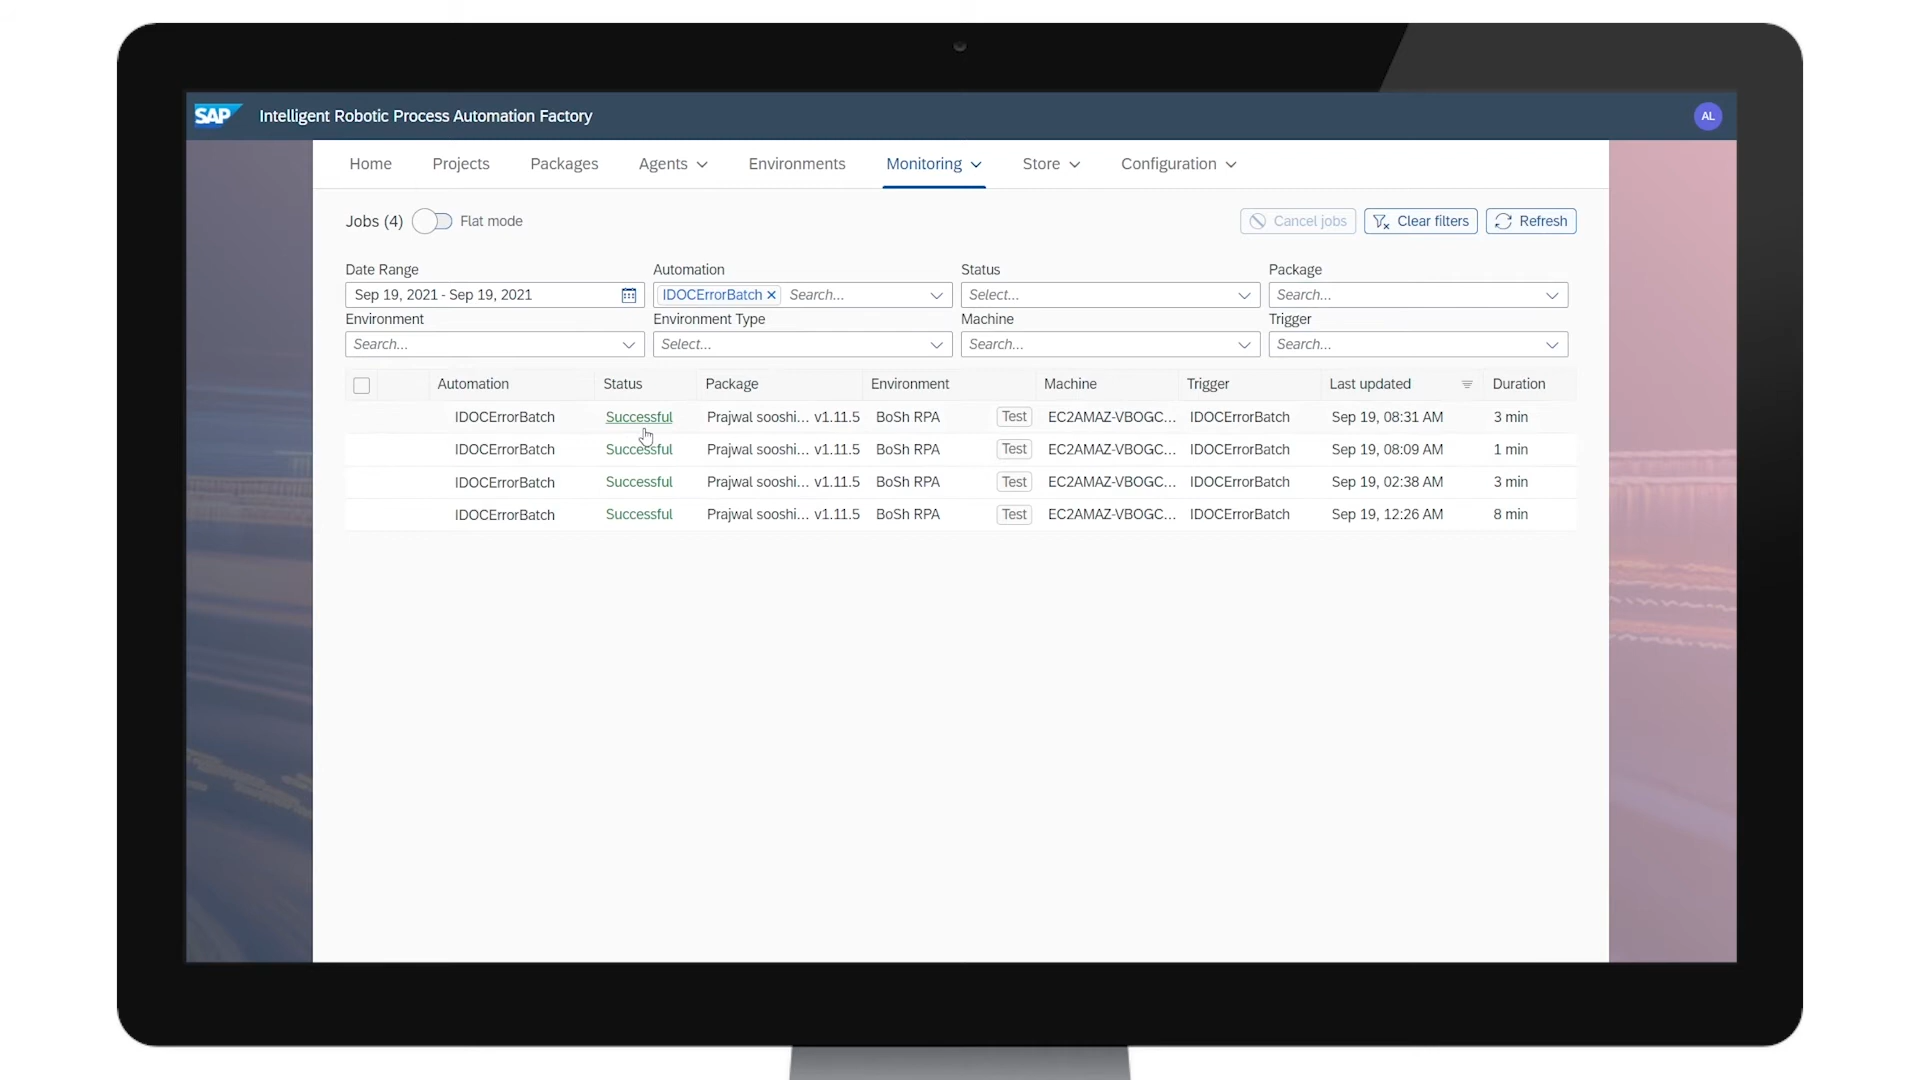 SAP Intelligent Robotic Process Automation Factory AL
Home Projects Packages Agents Environments Monitoring Store Configuration
Jobs (4) Flat mode Cancel jobs Clear filters Refresh
Date Range Automation Status Package
Sep 19, 2021 - Sep 19, 2021 IDOCErrorBatch Search... Select... Search...
Environment Environment Type Machine Trigger
Search... Select... Search... Search...
Automation Status Package Environment Machine Trigger Last updated Duration
IDOCErrorBatch Successful Prajwal sooshi... v1.11.5 BoSh RPA Test EC2AMAZ-VBOGC... IDOCErrorBatch Sep 19, 08:31 AM 3 min
IDOCErrorBatch Successful Prajwal sooshi... v1.11.5 BoSh RPA Test EC2AMAZ-VBOGC... IDOCErrorBatch Sep 19, 08:09 AM 1 min
IDOCErrorBatch Successful Prajwal sooshi... v1.11.5 BoSh RPA Test EC2AMAZ-VBOGC... IDOCErrorBatch Sep 19, 02:38 AM 3 min
IDOCErrorBatch Successful Prajwal sooshi... v1.11.5 BoSh RPA Test EC2AMAZ-VBOGC... IDOCErrorBatch Sep 19, 12:26 AM 8 min